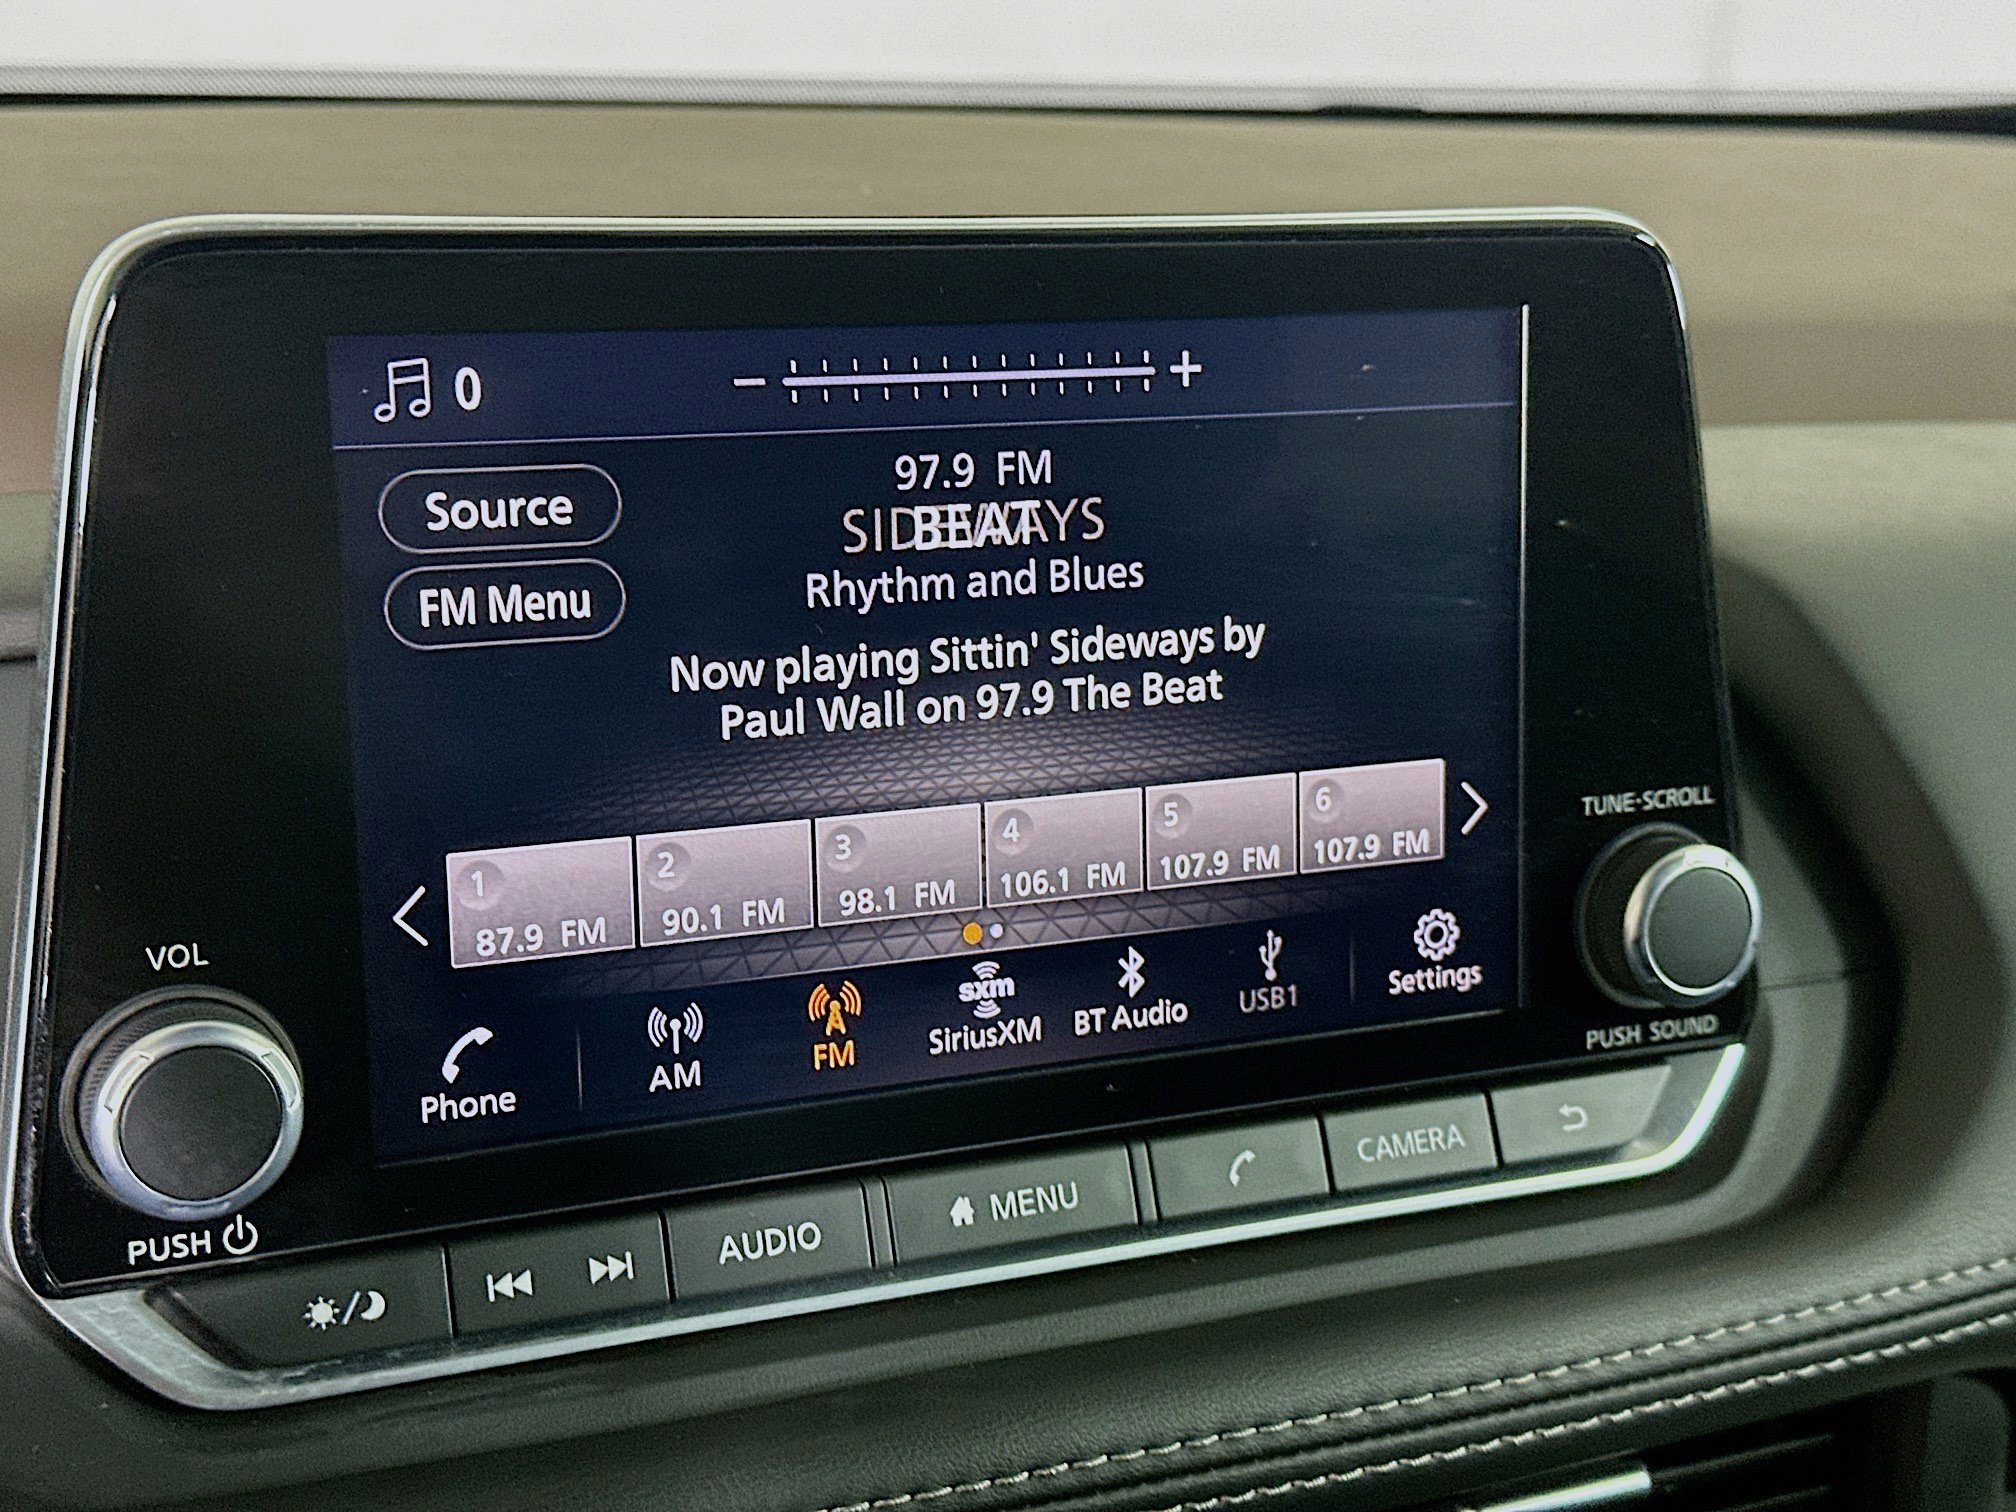 0
− +
97.9 FM
SIDEWAYS
BEAT
Source
Rhythm and Blues
FM Menu
Now playing Sittin' Sideways by
Paul Wall on 97.9 The Beat
1 2 3 4 5 6
87.9 FM 90.1 FM 98.1 FM 106.1 FM 107.9 FM 107.9 FM
Phone AM FM sxm SiriusXM BT Audio USB1 Settings
VOL
PUSH
TUNE·SCROLL
PUSH SOUND
AUDIO MENU CAMERA